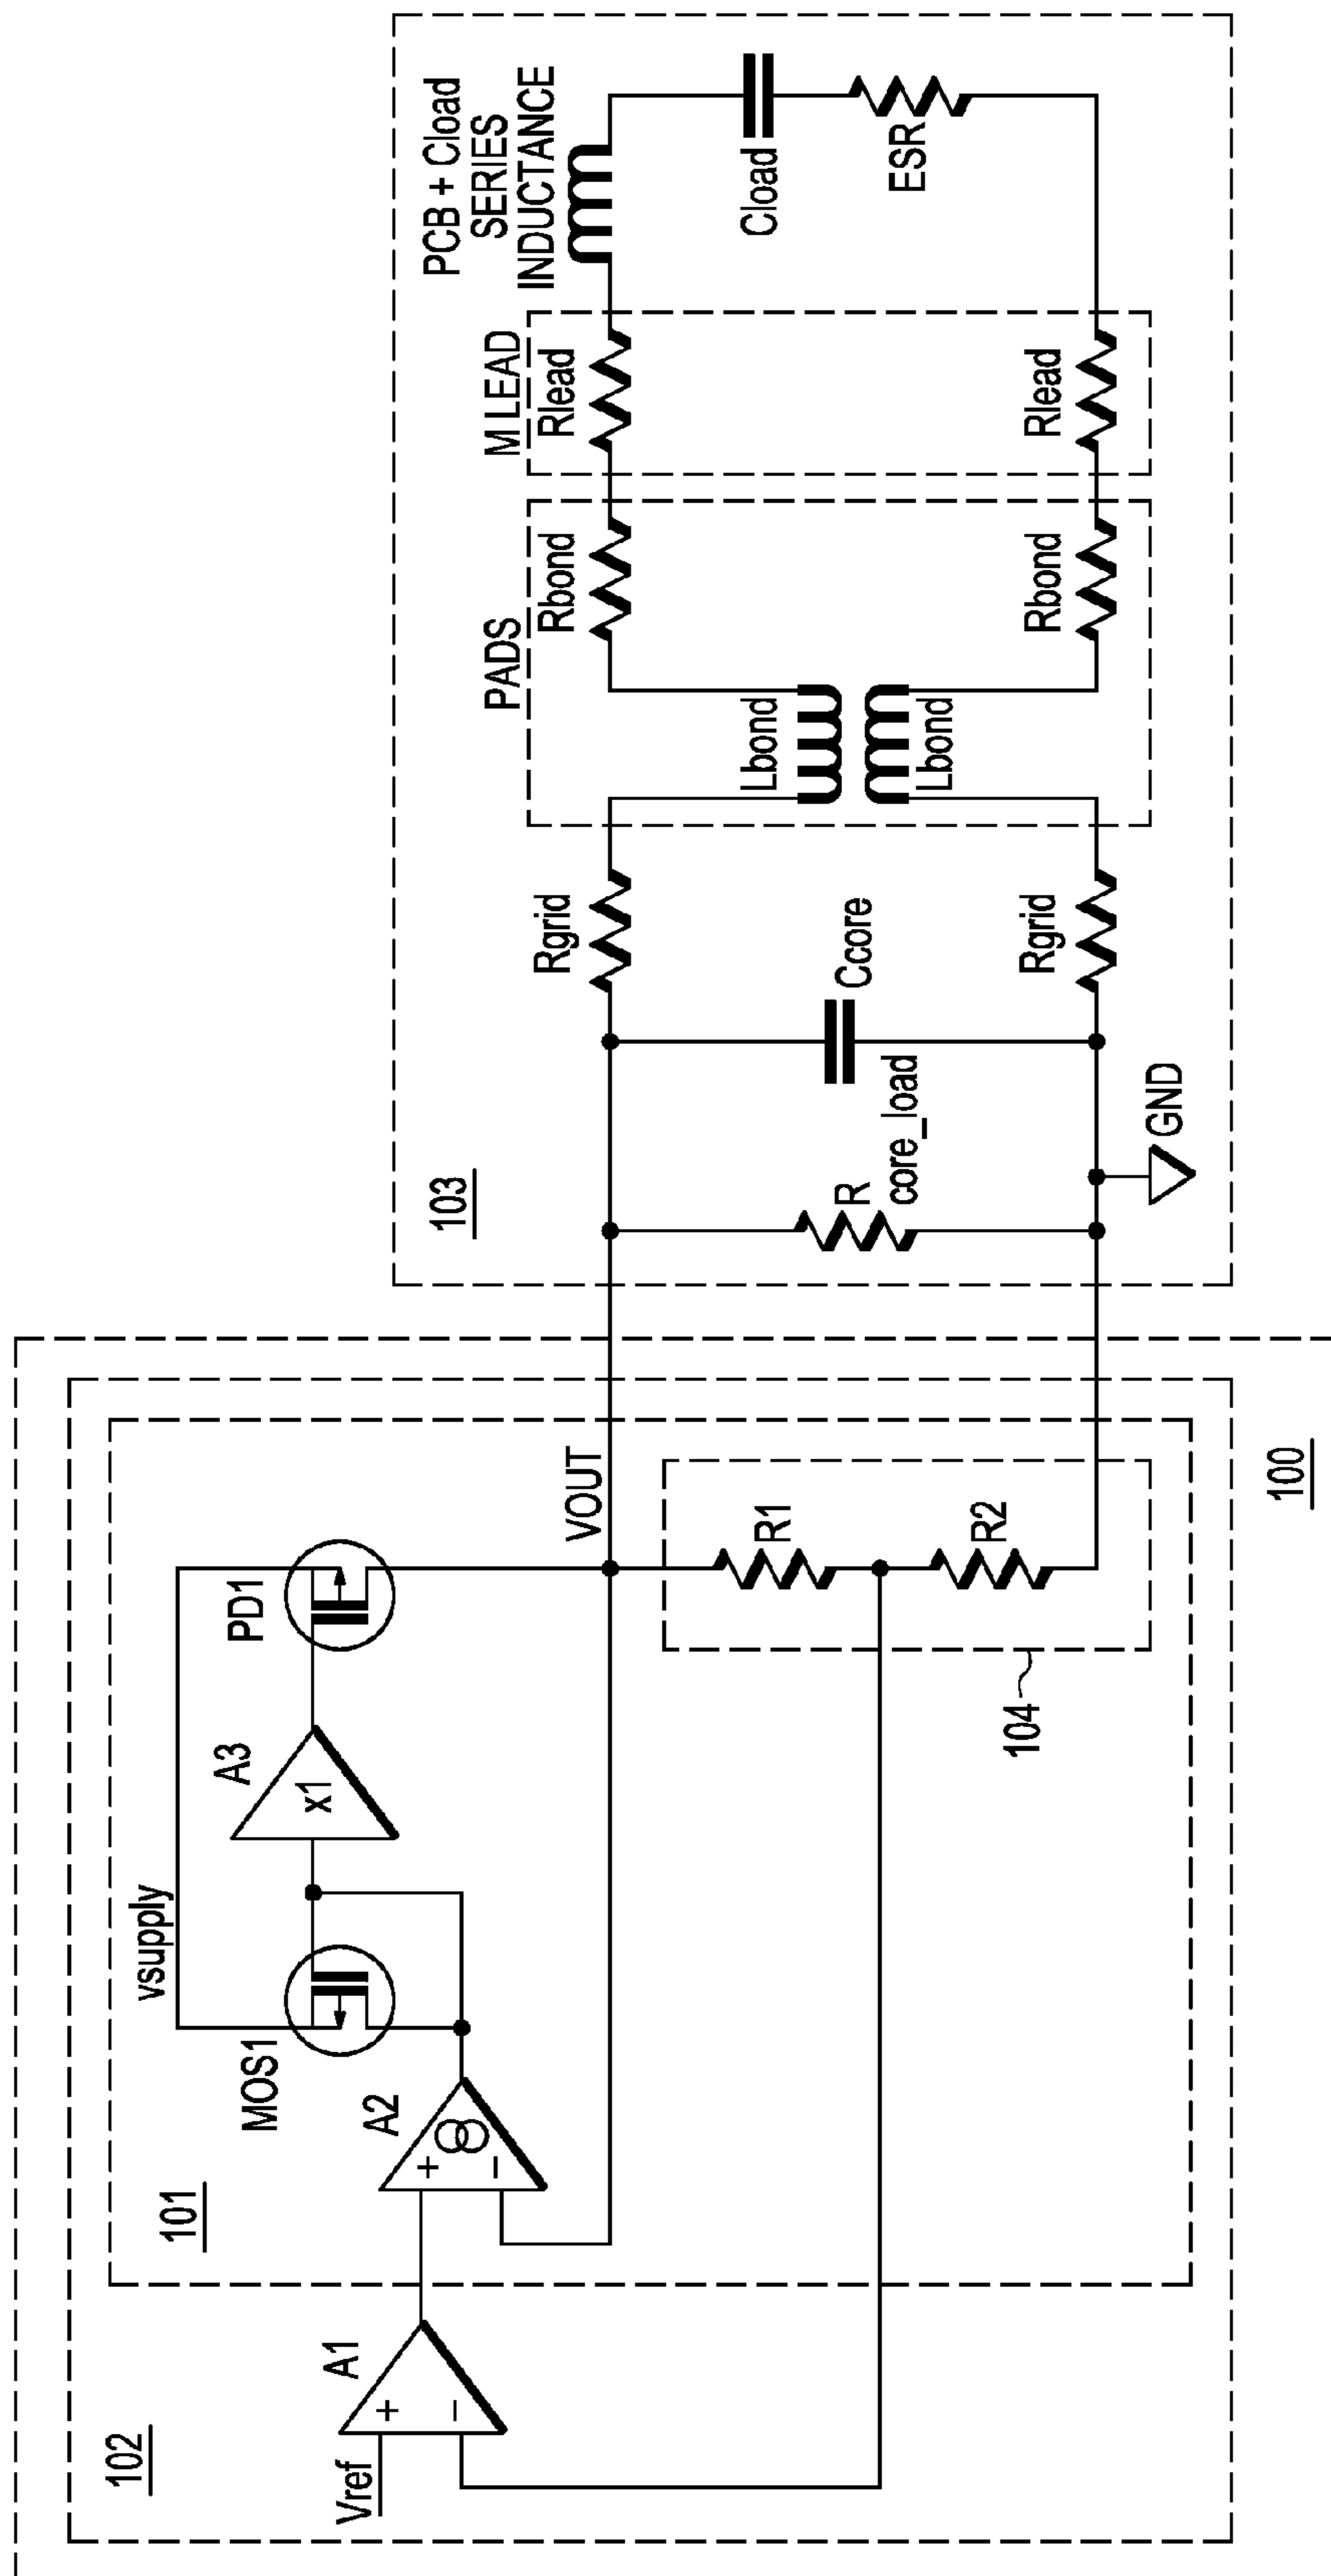 102
Vref
+
−
A1
101
+
−
A2
MOS1
vsupply
A3
x1
PD1
VOUT
R1
R2
104
100
103
R
core_load
GND
Ccore
Rgrid
Rgrid
PADS
Lbond
Lbond
Rbond
Rbond
M LEAD
Rlead
Rlead
PCB + Cload
SERIES
INDUCTANCE
Cload
ESR